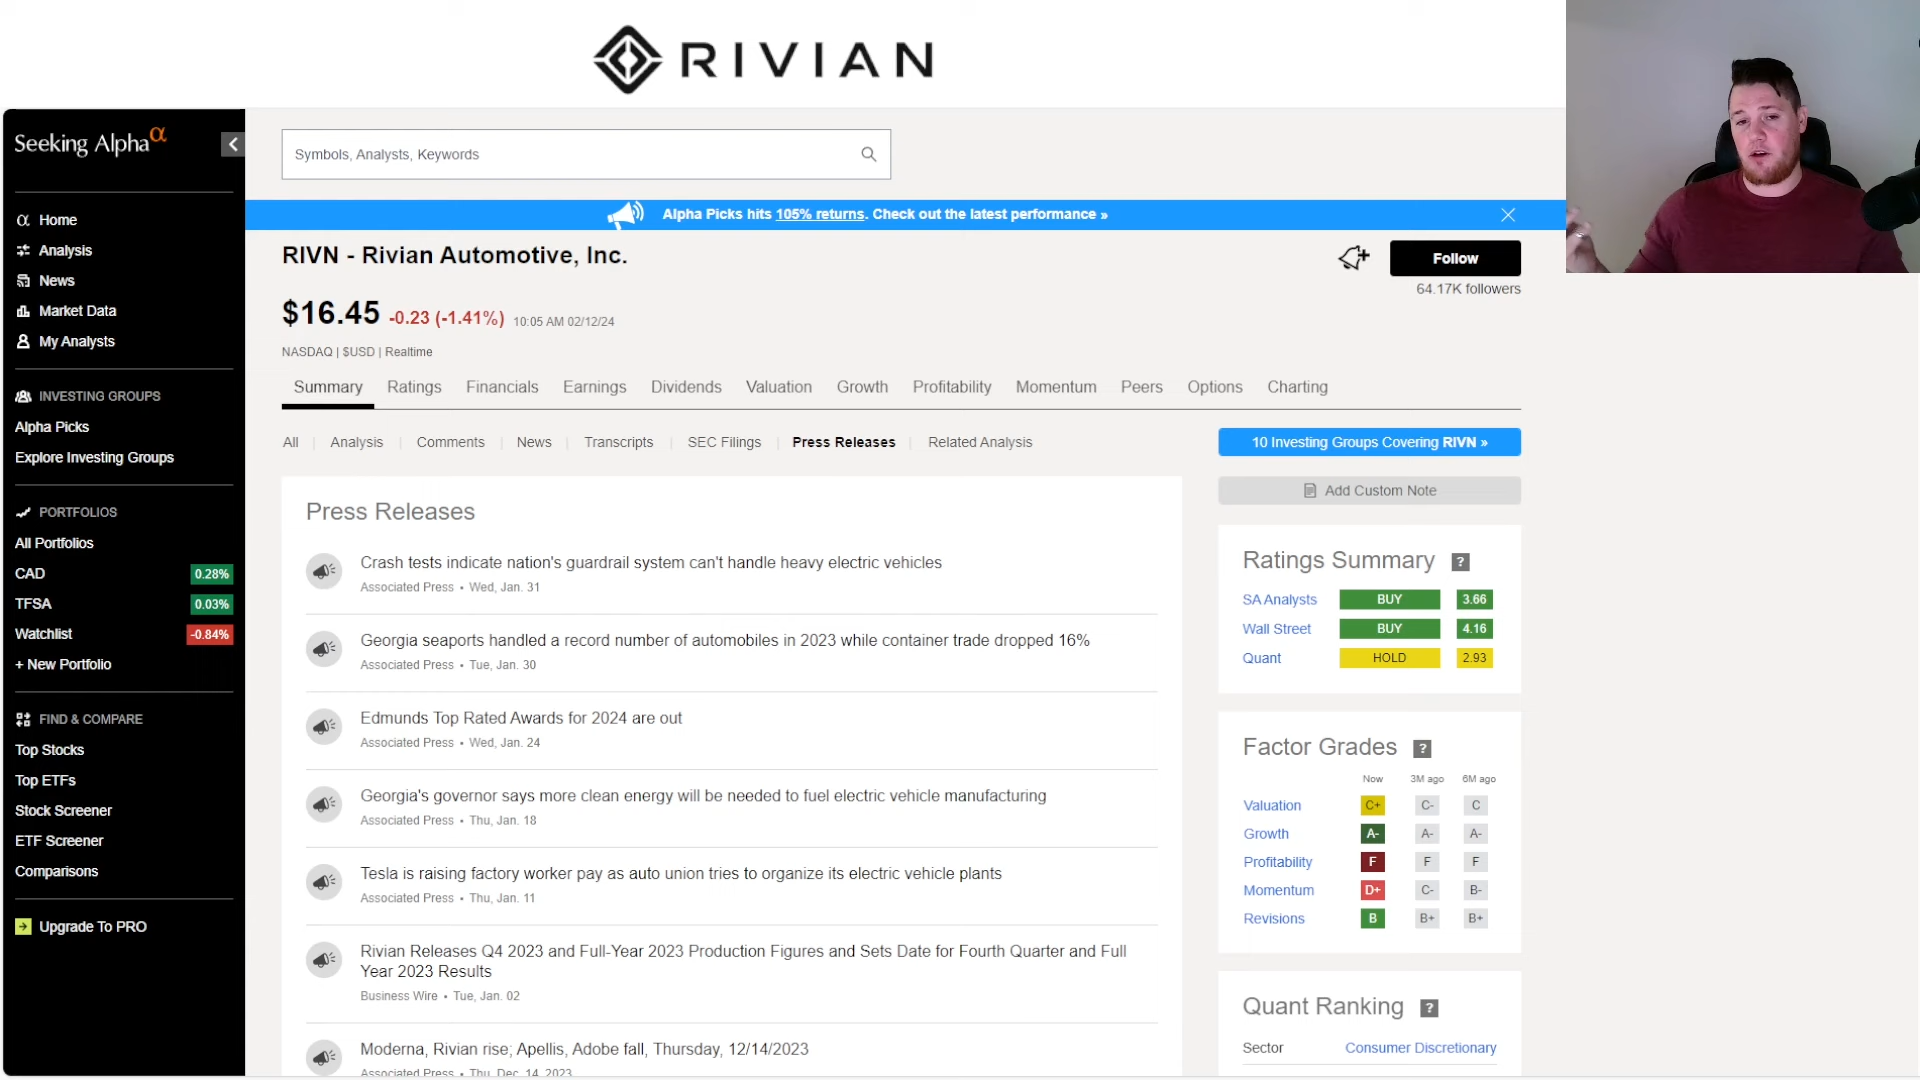 RIVIAN
Seeking Alpha α
Symbols, Analysts, Keywords
Alpha Picks hits 105% returns. Check out the latest performance »
α Home
Analysis
News
Market Data
My Analysts
INVESTING GROUPS
Alpha Picks
Explore Investing Groups
PORTFOLIOS
All Portfolios
CAD 0.28%
TFSA 0.03%
Watchlist -0.84%
+ New Portfolio
FIND & COMPARE
Top Stocks
Top ETFs
Stock Screener
ETF Screener
Comparisons
Upgrade To PRO
RIVN - Rivian Automotive, Inc.
Follow
64.17K followers
$16.45 -0.23 (-1.41%) 10:05 AM 02/12/24
NASDAQ | $USD | Realtime
Summary Ratings Financials Earnings Dividends Valuation Growth Profitability Momentum Peers Options Charting
All | Analysis | Comments | News | Transcripts | SEC Filings | Press Releases | Related Analysis
Press Releases
Crash tests indicate nation's guardrail system can't handle heavy electric vehicles
Associated Press • Wed, Jan. 31
Georgia seaports handled a record number of automobiles in 2023 while container trade dropped 16%
Associated Press • Tue, Jan. 30
Edmunds Top Rated Awards for 2024 are out
Associated Press • Wed, Jan. 24
Georgia's governor says more clean energy will be needed to fuel electric vehicle manufacturing
Associated Press • Thu, Jan. 18
Tesla is raising factory worker pay as auto union tries to organize its electric vehicle plants
Associated Press • Thu, Jan. 11
Rivian Releases Q4 2023 and Full-Year 2023 Production Figures and Sets Date for Fourth Quarter and Full
Year 2023 Results
Business Wire • Tue, Jan. 02
Moderna, Rivian rise; Apellis, Adobe fall, Thursday, 12/14/2023
Associated Press • Thu, Dec. 14, 2023
10 Investing Groups Covering RIVN »
Add Custom Note
Ratings Summary ?
SA Analysts BUY 3.66
Wall Street BUY 4.16
Quant HOLD 2.93
Factor Grades ?
Now 3M ago 6M ago
Valuation C+ C- C
Growth A- A- A-
Profitability F F F
Momentum D+ C- B-
Revisions B B+ B+
Quant Ranking ?
Sector Consumer Discretionary